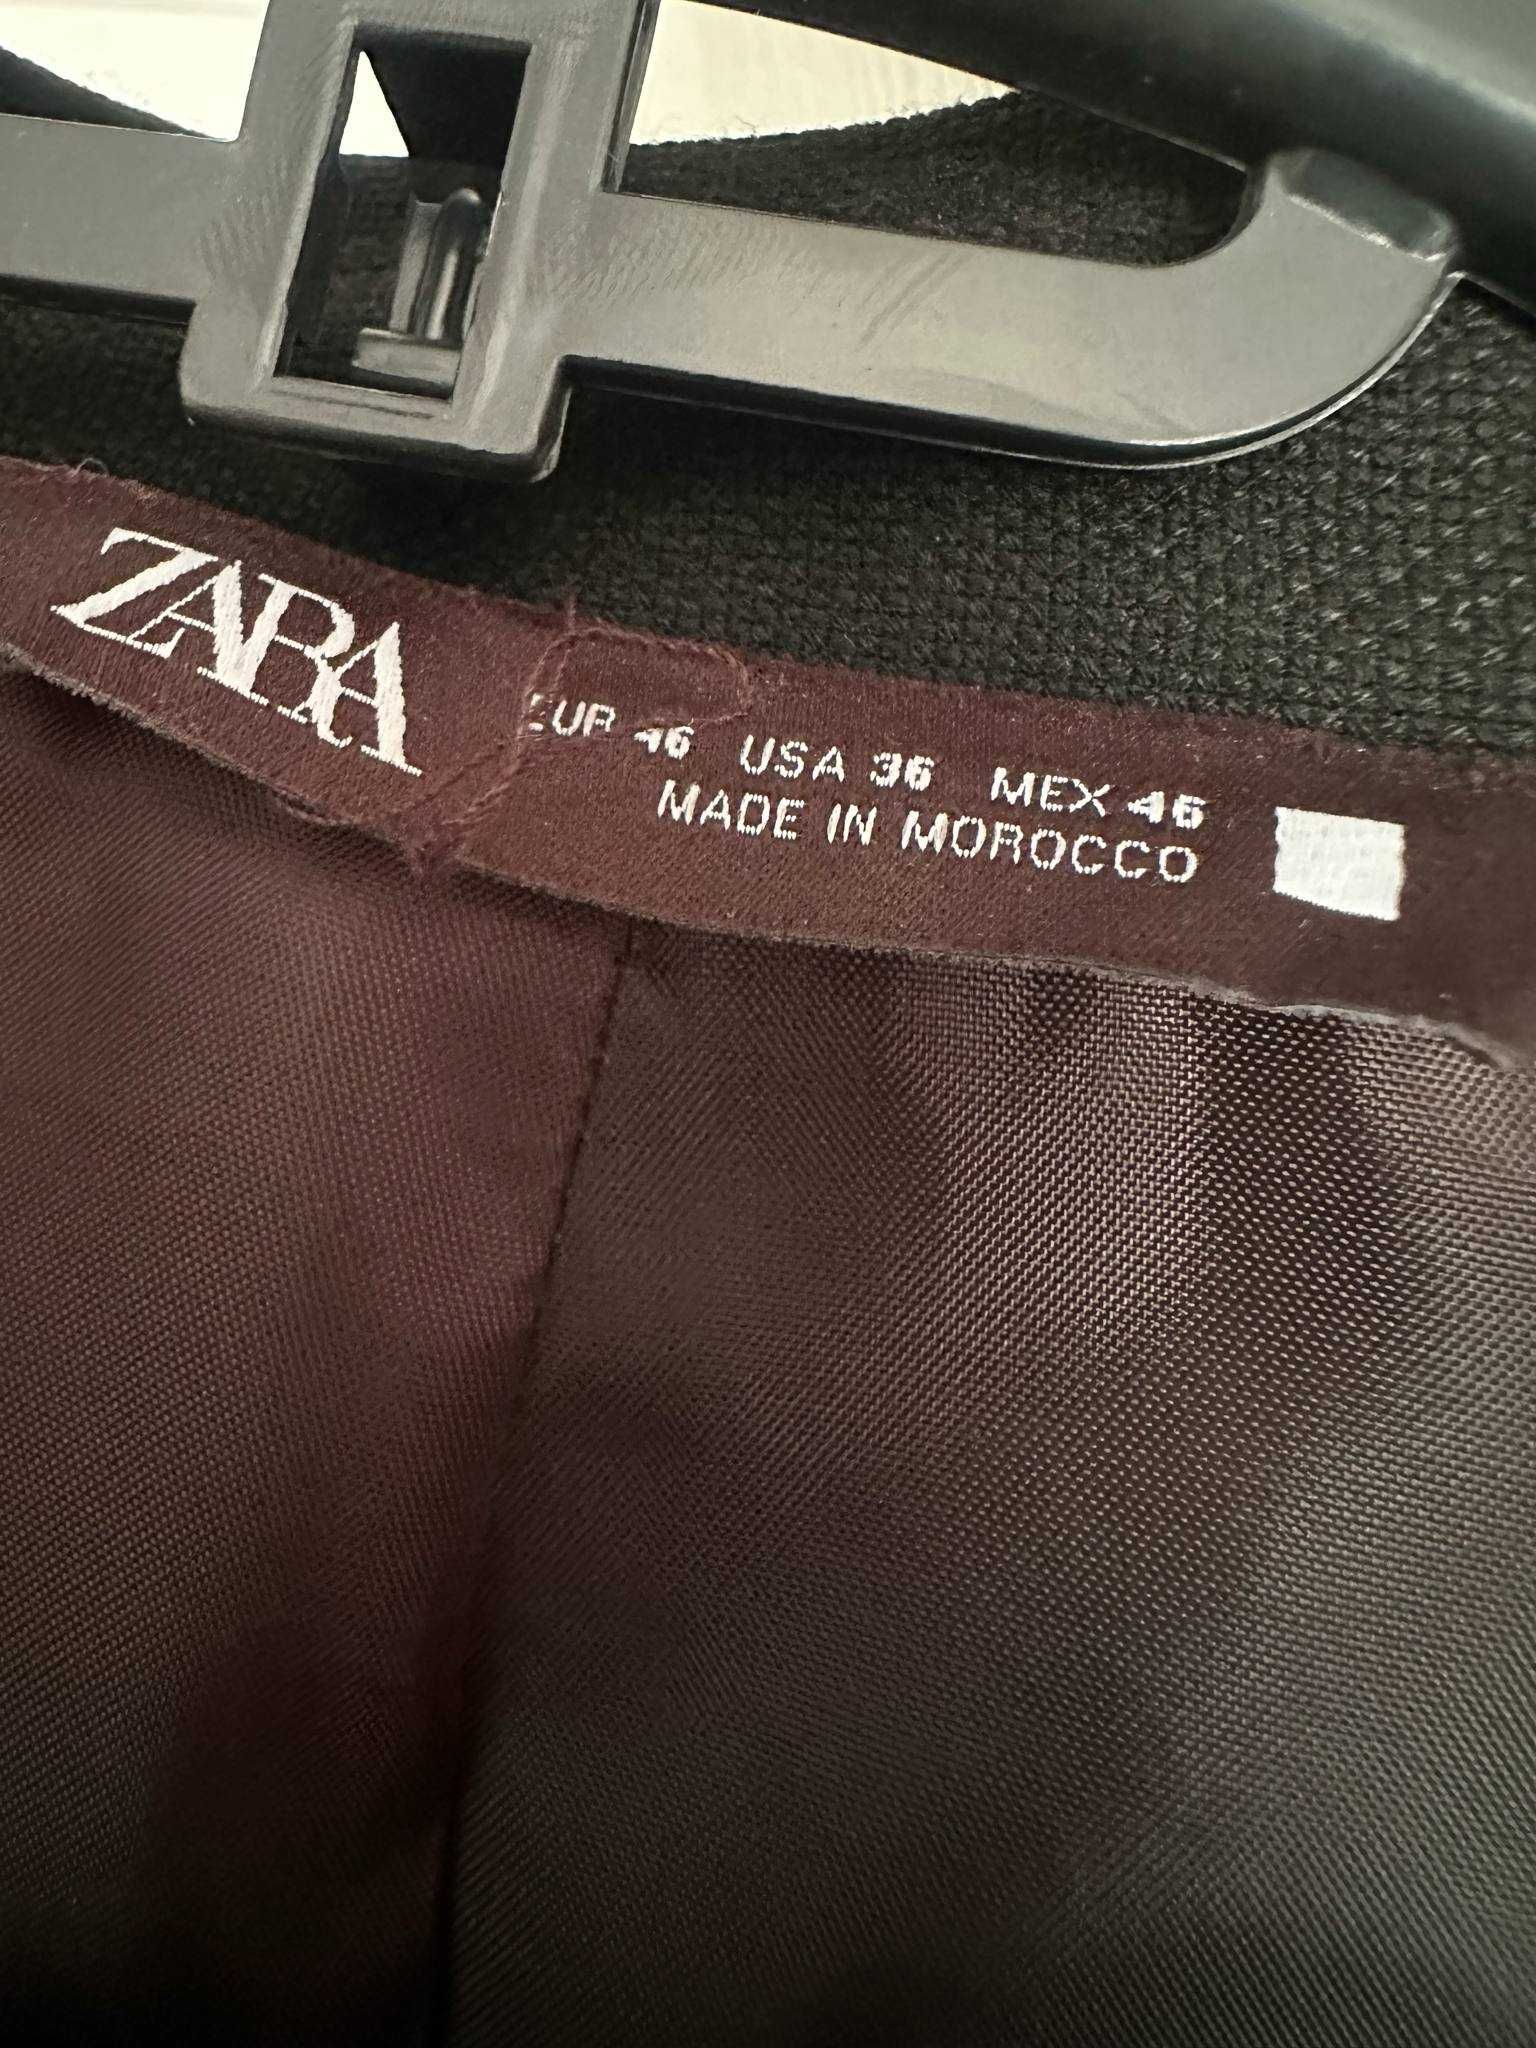 ZARA
EUR 46 USA 36 MEX 46
MADE IN MOROCCO